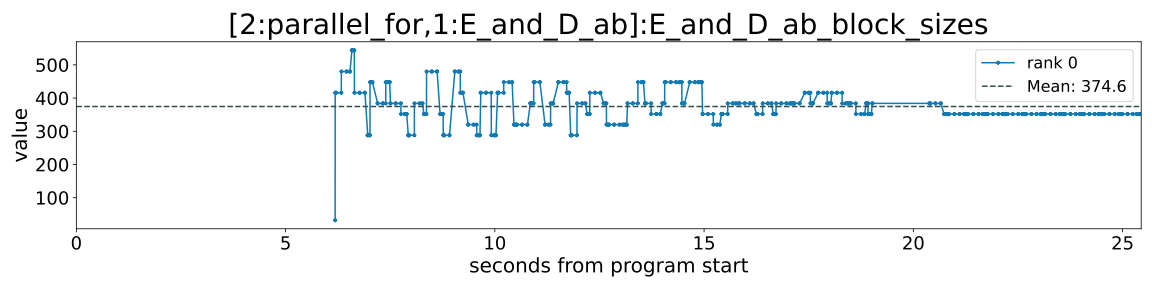 [2:parallel_for,1:E_and_D_ab]:E_and_D_ab_block_sizes
500
400
300
200
100
value
rank 0
Mean: 374.6
0 5 10 15 20 25
seconds from program start